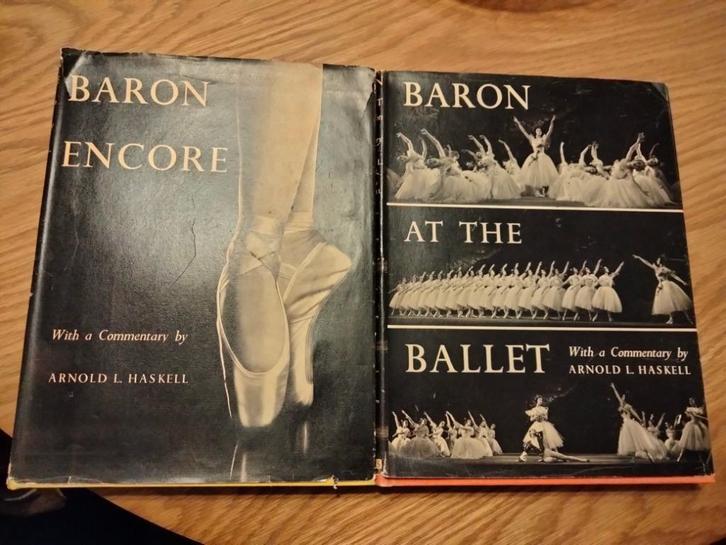 BARON
ENCORE
With a Commentary by
ARNOLD L. HASKELL
BARON
AT THE
BALLET
With a Commentary by
ARNOLD L. HASKELL